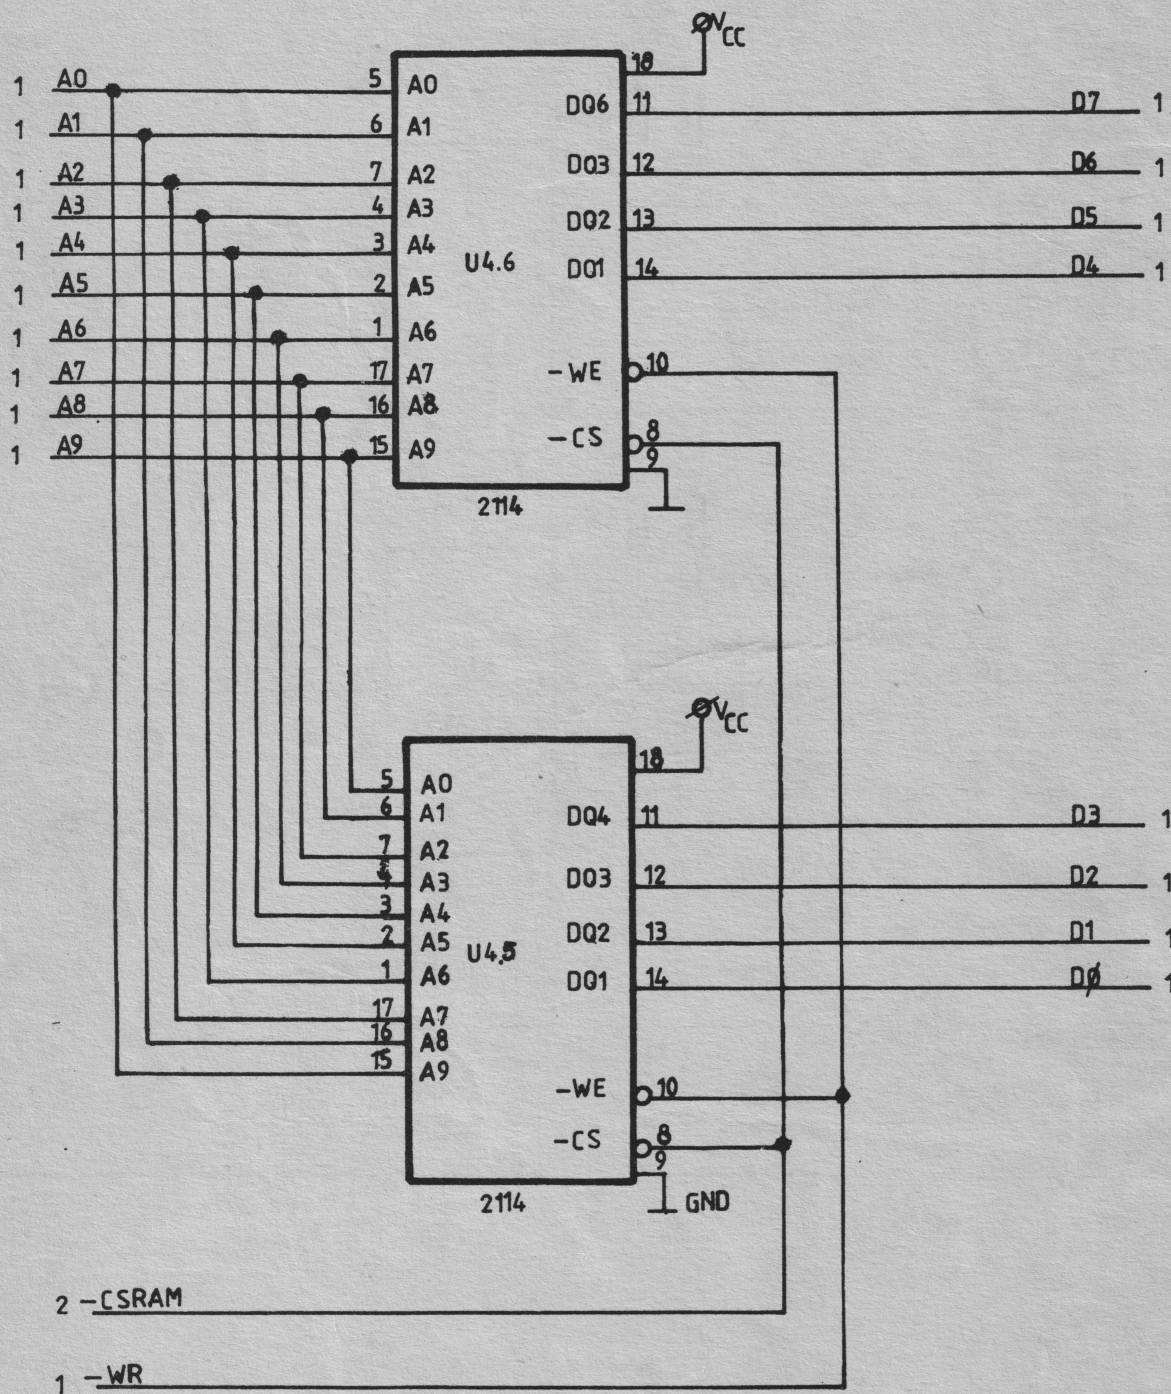 VCC
1 A0 5 A0 18
DQ6 11 D7 1
1 A1 6 A1
1 A2 7 A2 DQ3 12 D6 1
1 A3 4 A3 DQ2 13 D5 1
1 A4 3 A4 U4.6 DQ1 14 D4 1
1 A5 2 A5
1 A6 1 A6
1 A7 17 A7 -WE 10
1 A8 16 A8
1 A9 15 A9 -CS 8
9
2114
VCC
18
5 A0
6 A1 DQ4 11 D3 1
7 A2
4 A3 DO3 12 D2 1
3 A4
2 A5 U4.5 DQ2 13 D1 1
1 A6 DQ1 14 DØ 1
17 A7
16 A8
15 A9
-WE 10
-CS 8
9
2114 GND
2 -CSRAM
1 -WR